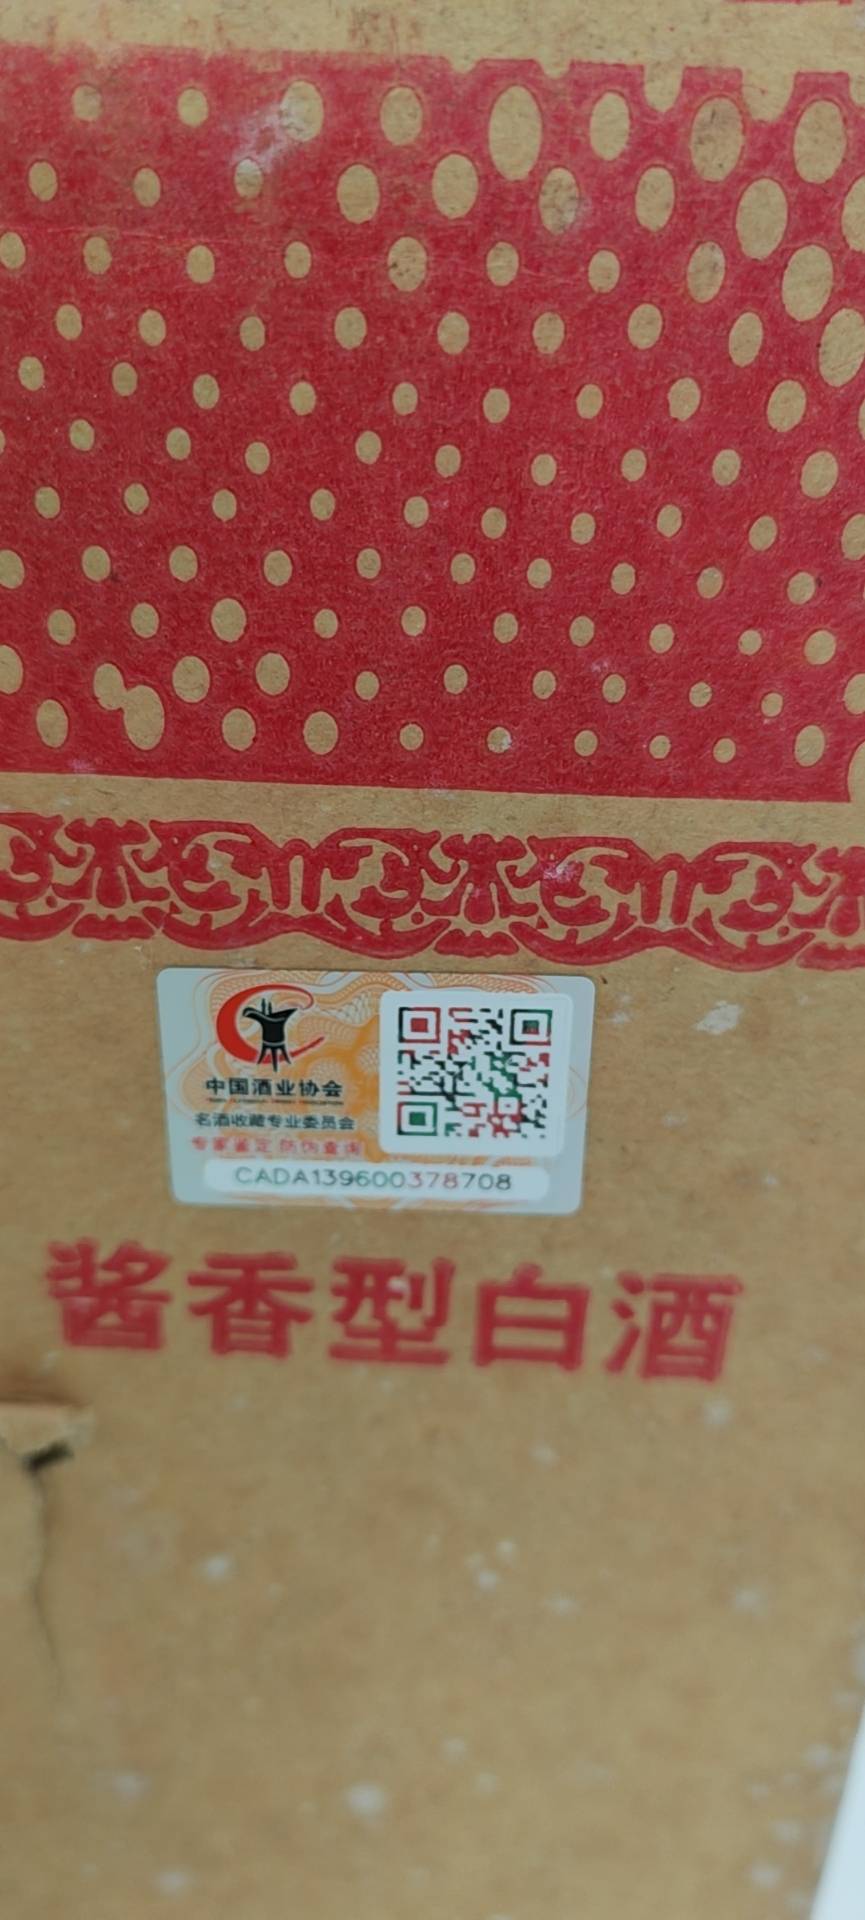 中国酒业协会
名酒收藏专业委员会
专家鉴定 防伪查询
CADA139600378708
酱香型白酒